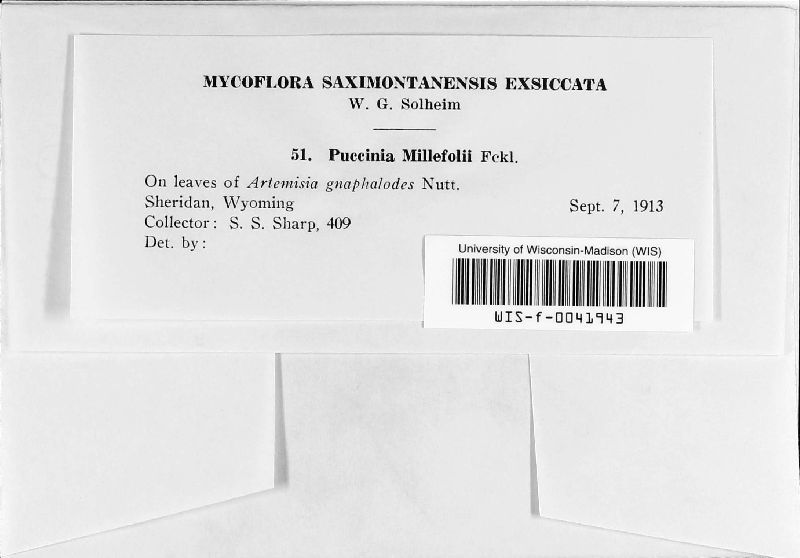 MYCOFLORA SAXIMONTANENSIS EXSICCATA
W. G. Solheim
51. Puccinia Millefolii Fckl.
On leaves of Artemisia gnaphalodes Nutt.
Sheridan, Wyoming Sept. 7, 1913
Collector: S. S. Sharp, 409
Det. by:
University of Wisconsin-Madison (WIS)
WIS-f-0041943